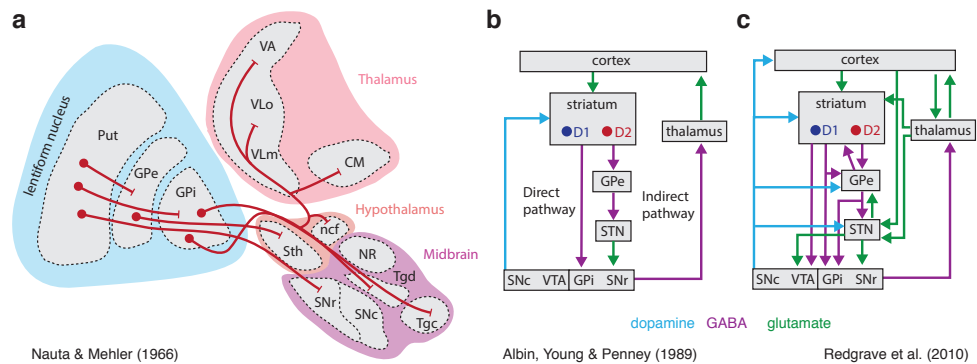 a
VA
Thalamus
VLo
VLm
CM
lentiform nucleus
Put
GPe
GPi
Hypothalamus
ncf
Sth
Midbrain
NR
Tgd
SNr
SNc
Tgc
Nauta & Mehler (1966)
b
cortex
striatum
D1 D2
thalamus
GPe
Direct
pathway
Indirect
pathway
STN
SNc VTA GPi SNr
Albin, Young & Penney (1989)
c
cortex
striatum
D1 D2
thalamus
GPe
STN
SNc VTA GPi SNr
dopamine GABA glutamate
Redgrave et al. (2010)